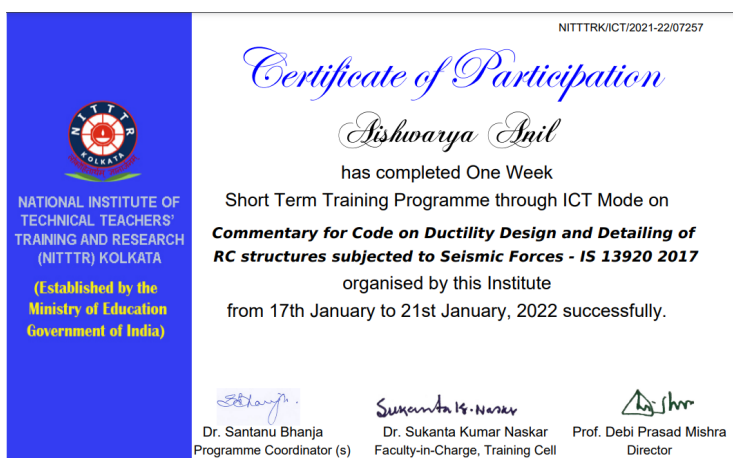 NITTTRK/ICT/2021-22/07257
Certificate of Participation
Aishwarya Anil
has completed One Week
Short Term Training Programme through ICT Mode on
Commentary for Code on Ductility Design and Detailing of
RC structures subjected to Seismic Forces - IS 13920 2017
organised by this Institute
from 17th January to 21st January, 2022 successfully.
NITTTR
KOLKATA
NATIONAL INSTITUTE OF
TECHNICAL TEACHERS'
TRAINING AND RESEARCH
(NITTTR) KOLKATA
(Established by the
Ministry of Education
Government of India)
Sukanta K. Naskar
Dr. Santanu Bhanja
Programme Coordinator (s)
Dr. Sukanta Kumar Naskar
Faculty-in-Charge, Training Cell
Prof. Debi Prasad Mishra
Director